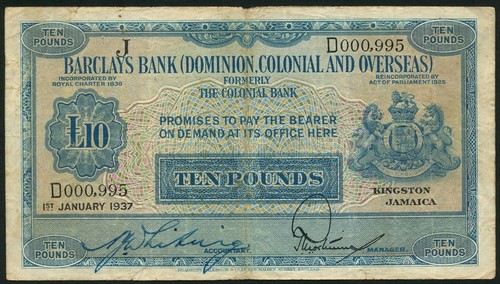 TEN POUNDS
TEN POUNDS
J
D000,995
BARCLAYS BANK (DOMINION, COLONIAL AND OVERSEAS)
INCORPORATED BY ROYAL CHARTER 1836
FORMERLY
THE COLONIAL BANK
REINCORPORATED BY ACT OF PARLIAMENT 1925
£10
PROMISES TO PAY THE BEARER
ON DEMAND AT ITS OFFICE HERE
D000,995
TEN POUNDS
KINGSTON
JAMAICA
1ST JANUARY 1937
ACCOUNTANT.
MANAGER.
TEN POUNDS
TEN POUNDS